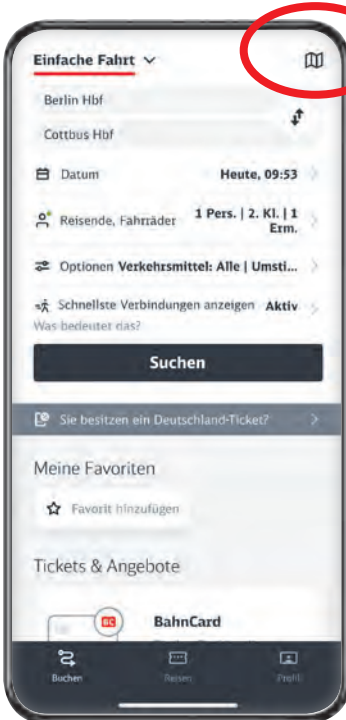 Einfache Fahrt
Berlin Hbf
Cottbus Hbf
Datum Heute, 09:53
Reisende, Fahrräder 1 Pers. | 2. Kl. | 1
Erm.
Optionen Verkehrsmittel: Alle | Umsti...
Schnellste Verbindungen anzeigen Aktiv
Was bedeutet das?
Suchen
Sie besitzen ein Deutschland-Ticket?
Meine Favoriten
Favorit hinzufügen
Tickets & Angebote
BC
BahnCard
Buchen
Reisen
Profil